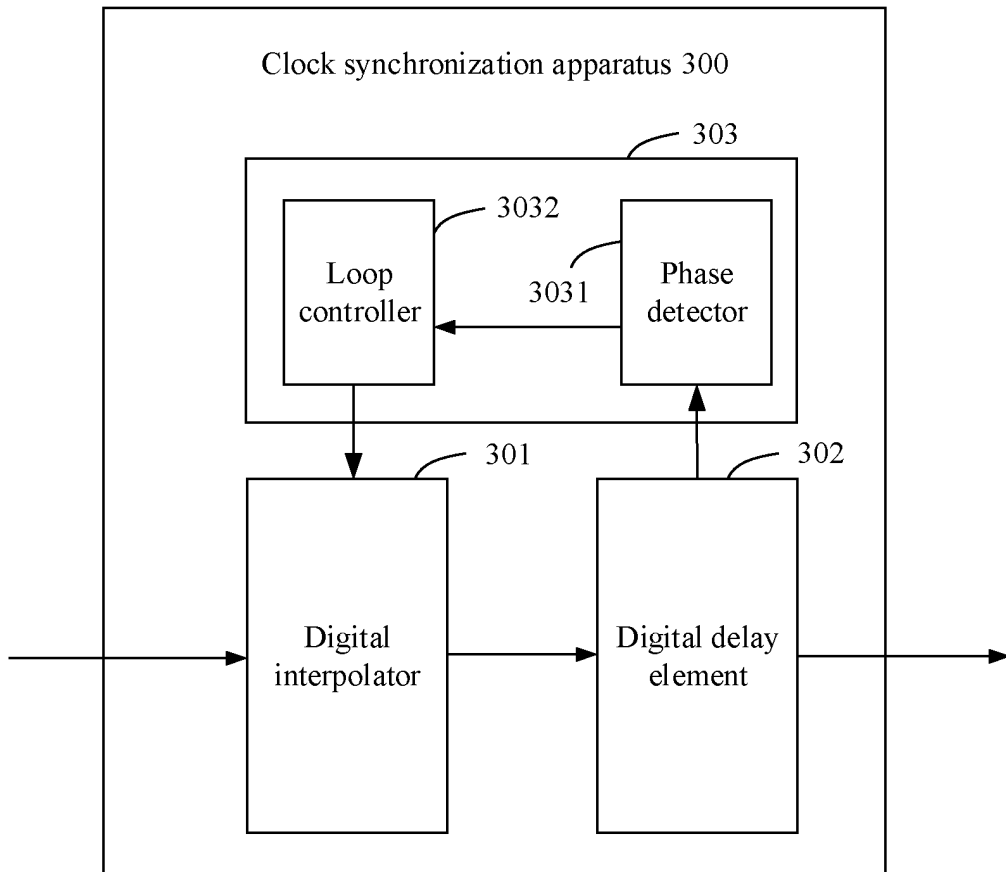 Clock synchronization apparatus 300
303
3032
Loop
controller
3031
Phase
detector
301
302
Digital
interpolator
Digital delay
element